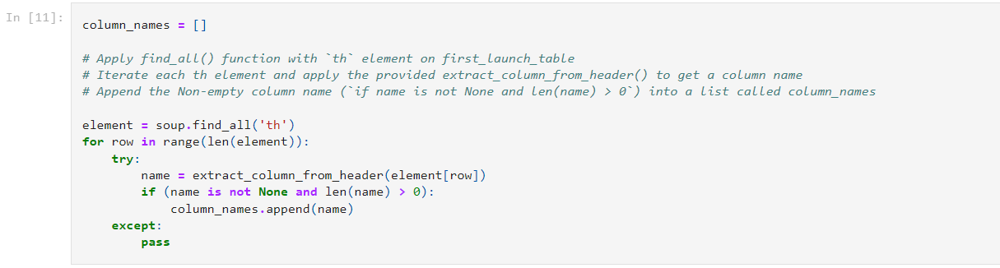 In [11]:
column_names = []
# Apply find_all() function with `th` element on first_launch_table
# Iterate each th element and apply the provided extract_column_from_header() to get a column name
# Append the Non-empty column name (`if name is not None and len(name) > 0`) into a list called column_names
element = soup.find_all('th')
for row in range(len(element)):
    try:
        name = extract_column_from_header(element[row])
        if (name is not None and len(name) > 0):
            column_names.append(name)
    except:
        pass